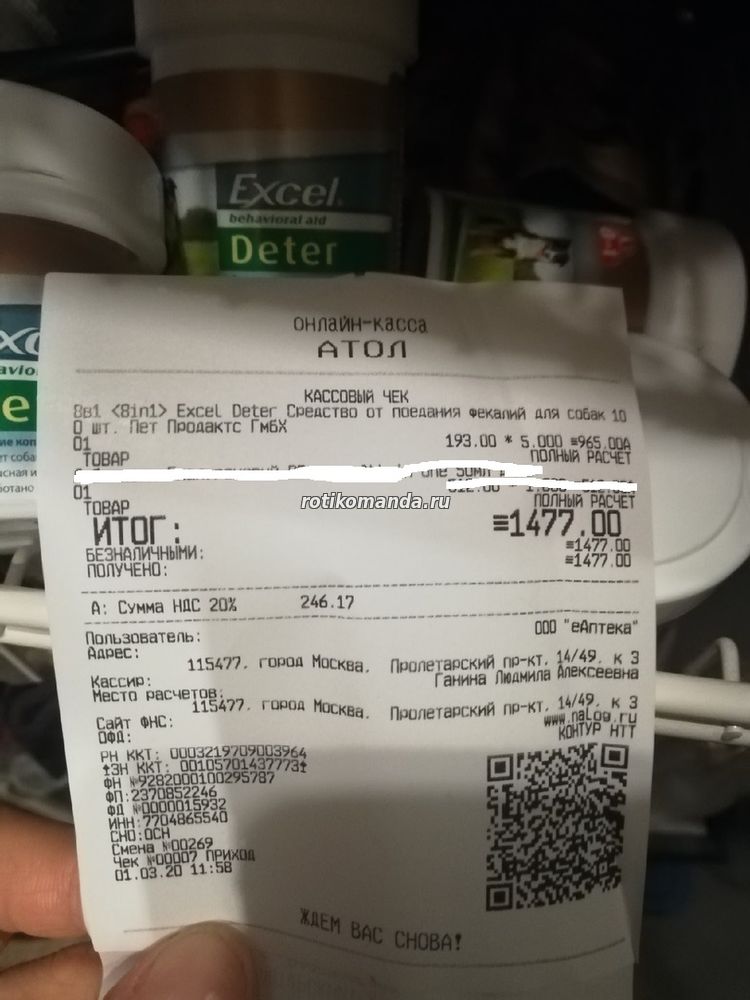 Excel
behavioral aid
Deter
ОНЛАЙН-КАССА
АТОЛ
КАССОВЫЙ ЧЕК
8в1 <8in1> Excel Deter Средство от поедания фекалий для собак 10
0 шт. Пет Продактс ГмбХ
01 193.00 * 5.000 ≡965.00А
ТОВАР ПОЛНЫЙ РАСЧЕТ
50мл
01
ТОВАР ПОЛНЫЙ РАСЧЕТ
rotikomanda.ru
ИТОГ: ≡1477.00
БЕЗНАЛИЧНЫМИ: ≡1477.00
ПОЛУЧЕНО: ≡1477.00
А: Сумма НДС 20% 246.17
Пользователь: ООО "еАптека"
Адрес:
115477, город Москва, Пролетарский пр-кт, 14/49, к 3
Кассир: Ганина Людмила Алексеевна
Место расчетов:
115477, город Москва, Пролетарский пр-кт, 14/49, к 3
Сайт ФНС: www.nalog.ru
ОФД: КОНТУР НТТ
РН ККТ: 0003219709003964
↑ЗН ККТ: 00105701437773↑
ФН №9282000100295787
ФП:2370852246
ФД №0000015932
ИНН:7704865540
СНО:ОСН
Смена №00269
Чек №00007 ПРИХОД
01.03.20 11:58
ЖДЕМ ВАС СНОВА!